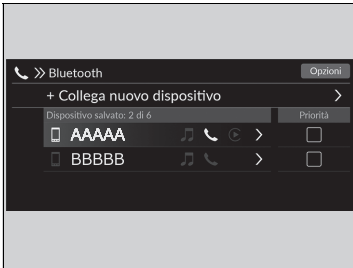 Bluetooth Opzioni
+ Collega nuovo dispositivo
Dispositivo salvato: 2 di 6 Priorità
AAAAA
BBBBB